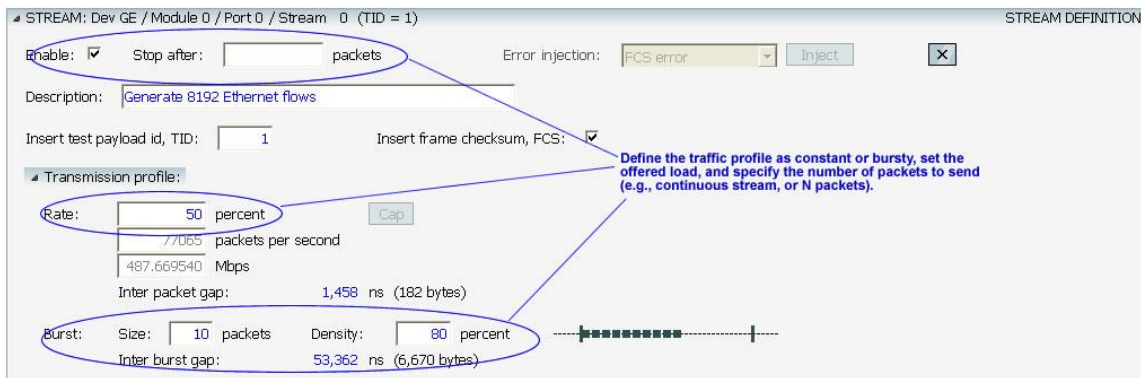 STREAM: Dev GE / Module 0 / Port 0 / Stream 0 (TID = 1) STREAM DEFINITION
Enable: Stop after: packets Error injection: FCS error Inject X
Description: Generate 8192 Ethernet flows
Insert test payload id, TID: 1 Insert frame checksum, FCS:
Define the traffic profile as constant or bursty, set the
offered load, and specify the number of packets to send
(e.g., continuous stream, or N packets).
Transmission profile:
Rate: 50 percent Cap
77065 packets per second
487.669540 Mbps
Inter packet gap: 1,458 ns (182 bytes)
Burst: Size: 10 packets Density: 80 percent
Inter burst gap: 53,362 ns (6,670 bytes)